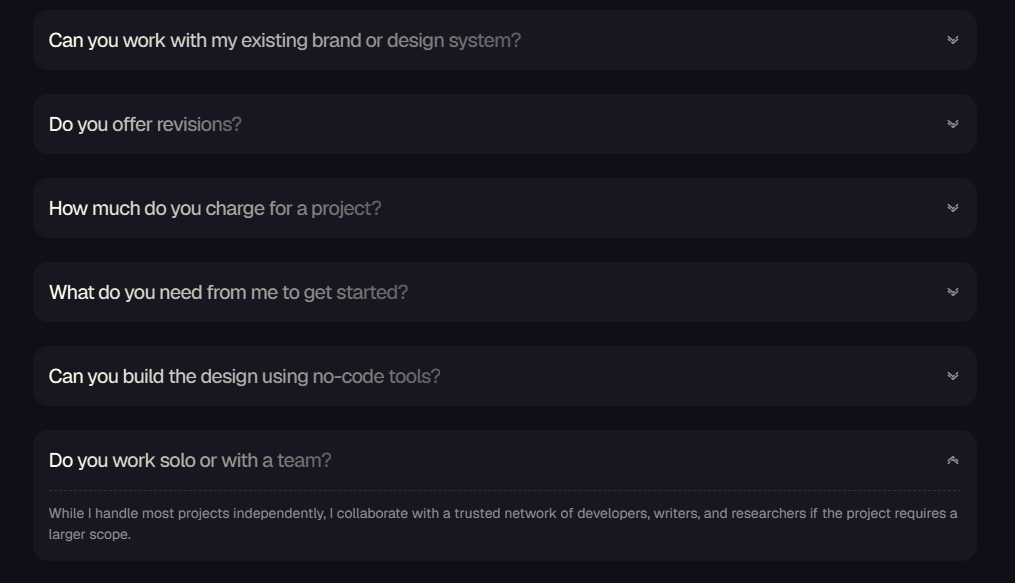 Can you work with my existing brand or design system?
Do you offer revisions?
How much do you charge for a project?
What do you need from me to get started?
Can you build the design using no-code tools?
Do you work solo or with a team?
While I handle most projects independently, I collaborate with a trusted network of developers, writers, and researchers if the project requires a
larger scope.